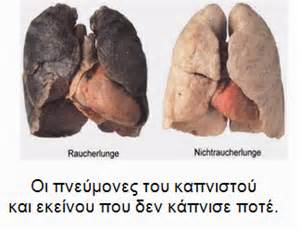 Raucherlunge Nichtraucherlunge
Οι πνεύμονες του καπνιστού
και εκείνου που δεν κάπνισε ποτέ.